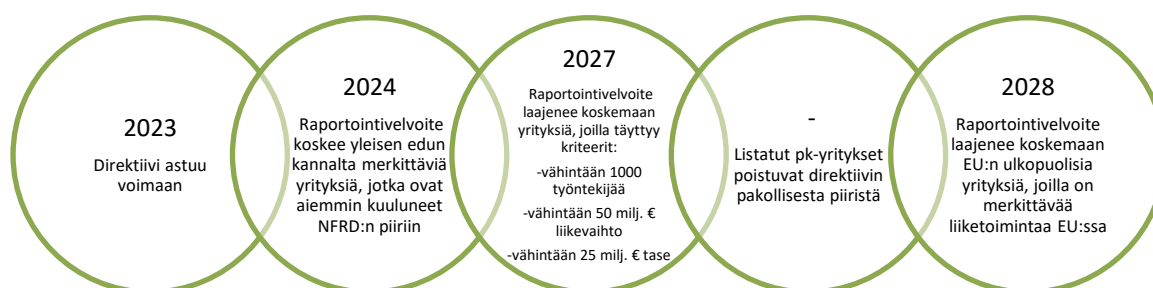 2023
Direktiivi astuu
voimaan
2024
Raportointivelvoite
koskee yleisen edun
kannalta merkittäviä
yrityksiä, jotka ovat
aiemmin kuuluneet
NFRD:n piiriin
2027
Raportointivelvoite
laajenee koskemaan
yrityksiä, joilla täyttyy
kriteerit:
-vähintään 1000
työntekijää
-vähintään 50 milj. €
liikevaihto
-vähintään 25 milj. € tase
-
Listatut pk-yritykset
poistuvat direktiivin
pakollisesta piiristä
2028
Raportointivelvoite
laajenee koskemaan
EU:n ulkopuolisia
yrityksiä, joilla on
merkittävää
liiketoimintaa EU:ssa